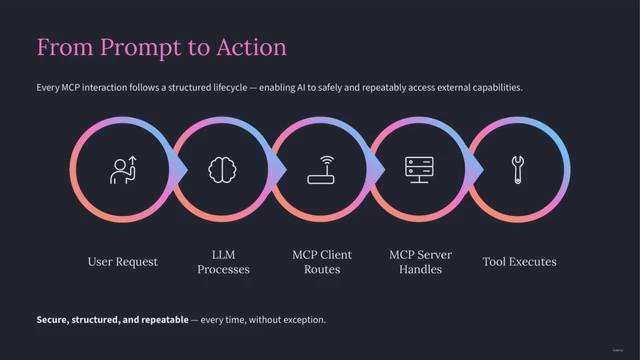 From Prompt to Action
Every MCP interaction follows a structured lifecycle — enabling AI to safely and repeatably access external capabilities.
User Request
LLM
Processes
MCP Client
Routes
MCP Server
Handles
Tool Executes
Secure, structured, and repeatable — every time, without exception.